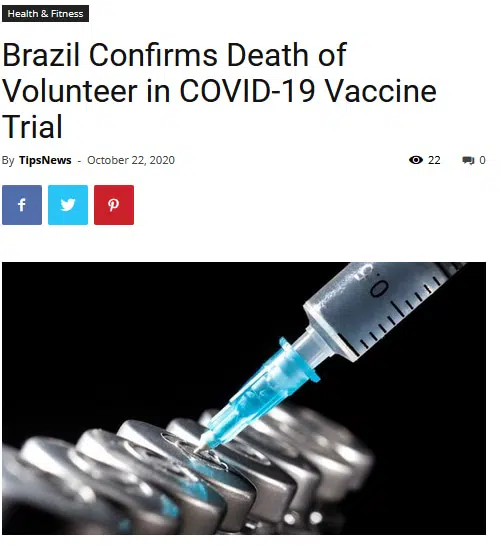 Health & Fitness
Brazil Confirms Death of
Volunteer in COVID-19 Vaccine
Trial
By TipsNews - October 22, 2020 22 0